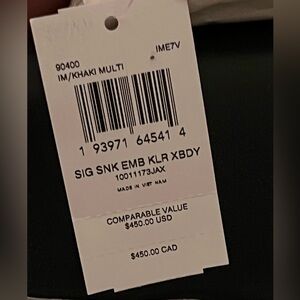 90400
IME7V
IM/KHAKI MULTI
1 93971 64541 4
SIG SNK EMB KLR XBDY
10011173JAX
MADE IN VIET NAM
COMPARABLE VALUE
$450.00 USD
$450.00 CAD